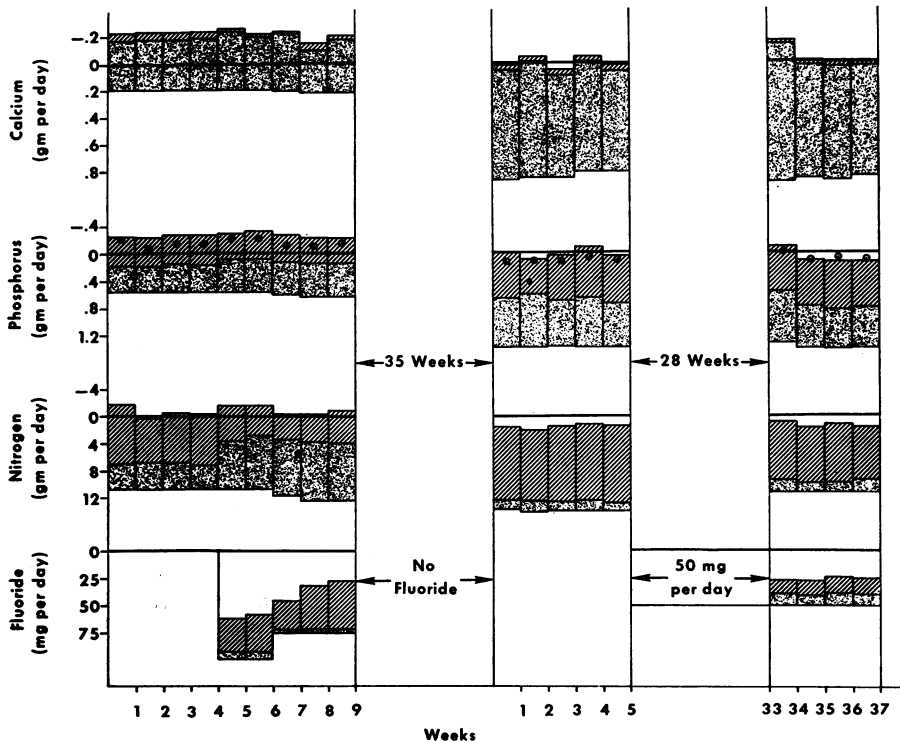 Calcium
(gm per day)
–.2
0
.2
.4
.6
.8
Phosphorus
(gm per day)
–.4
0
.4
.8
1.2
Nitrogen
(gm per day)
–4
0
4
8
12
Fluoride
(mg per day)
0
25
50
75
35 Weeks
28 Weeks
No
Fluoride
50 mg
per day
1 2 3 4 5 6 7 8 9
1 2 3 4 5
33 34 35 36 37
Weeks